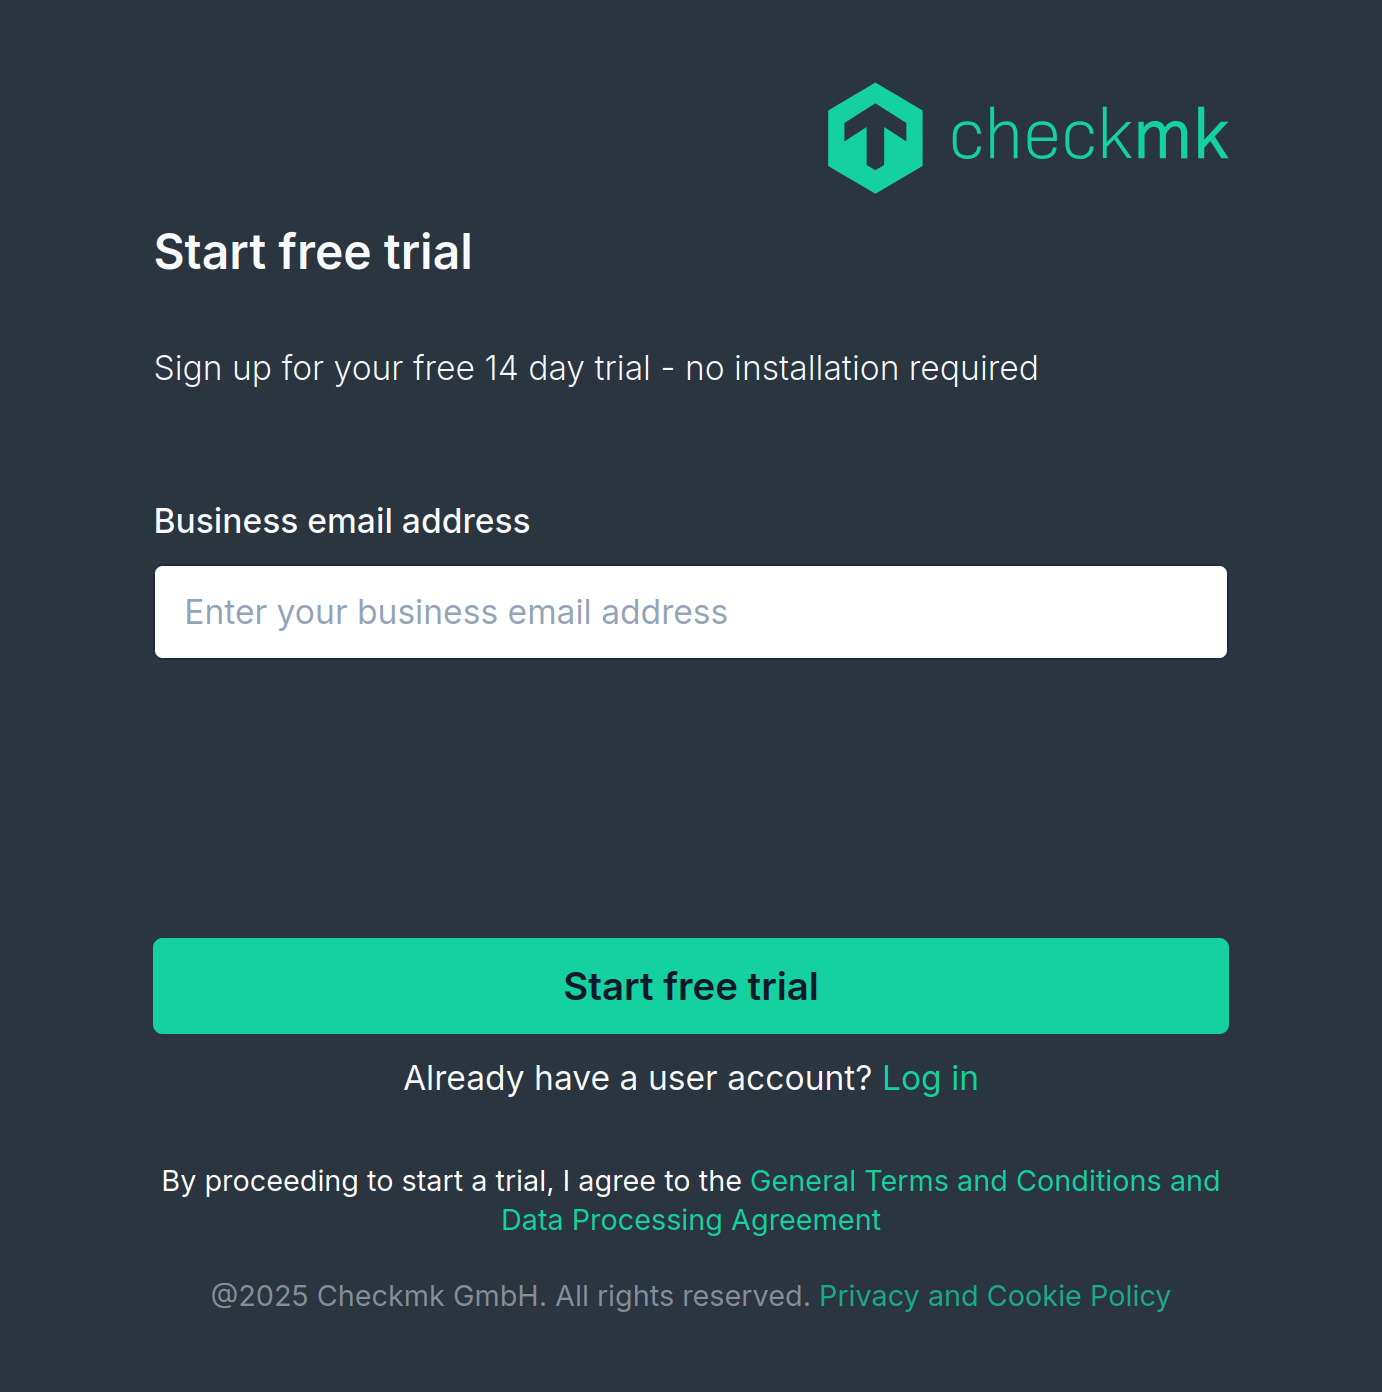 checkmk
Start free trial
Sign up for your free 14 day trial - no installation required
Business email address
Enter your business email address
Start free trial
Already have a user account? Log in
By proceeding to start a trial, I agree to the General Terms and Conditions and
Data Processing Agreement
@2025 Checkmk GmbH. All rights reserved. Privacy and Cookie Policy